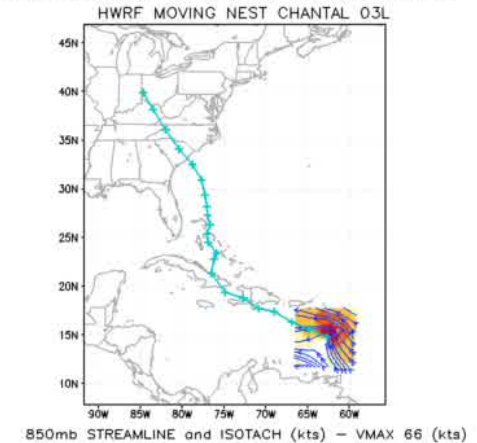 HWRF MOVING NEST CHANTAL 03L
45N
40N
35N
30N
25N
20N
15N
10N
90W 85W 80W 75W 70W 65W 60W
850mb STREAMLINE and ISOTACH (kts) – VMAX 66 (kts)